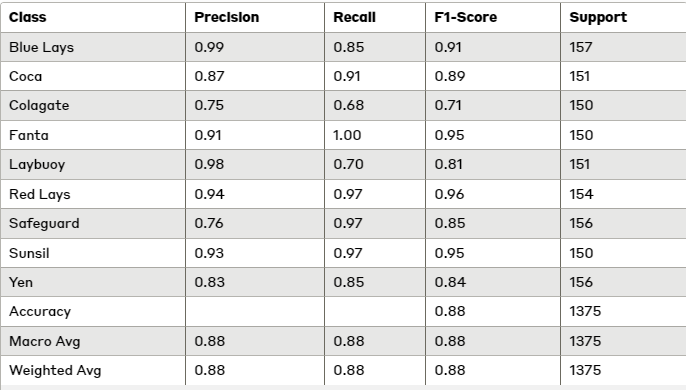 Class Precision Recall F1-Score Support
Blue Lays 0.99 0.85 0.91 157
Coca 0.87 0.91 0.89 151
Colagate 0.75 0.68 0.71 150
Fanta 0.91 1.00 0.95 150
Laybuoy 0.98 0.70 0.81 151
Red Lays 0.94 0.97 0.96 154
Safeguard 0.76 0.97 0.85 156
Sunsil 0.93 0.97 0.95 150
Yen 0.83 0.85 0.84 156
Accuracy 0.88 1375
Macro Avg 0.88 0.88 0.88 1375
Weighted Avg 0.88 0.88 0.88 1375